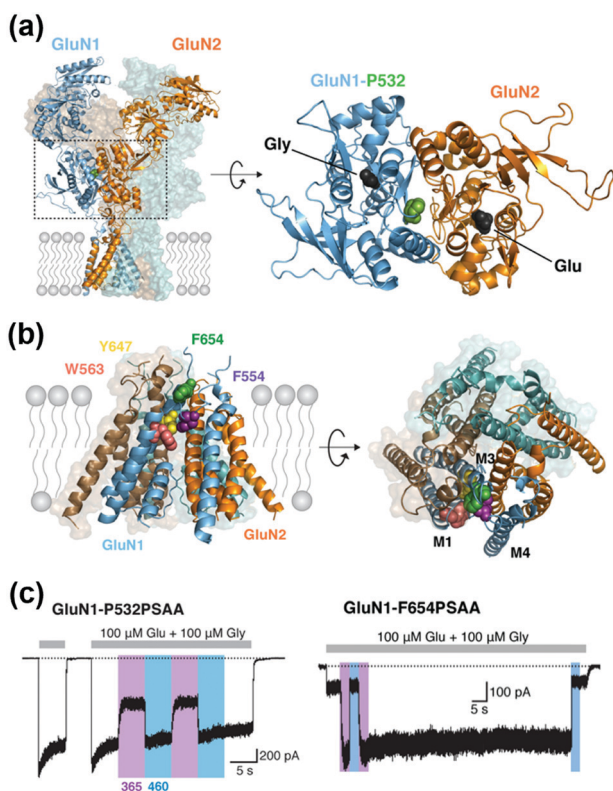 (a)
GluN1 GluN2
GluN1-P532 GluN2
Gly
Glu
(b)
Y647 F654
W563 F554
GluN1 GluN2
M3
M1 M4
(c)
GluN1-P532PSAA GluN1-F654PSAA
100 µM Glu + 100 µM Gly 100 µM Glu + 100 µM Gly
100 pA
5 s
200 pA
5 s
365 460